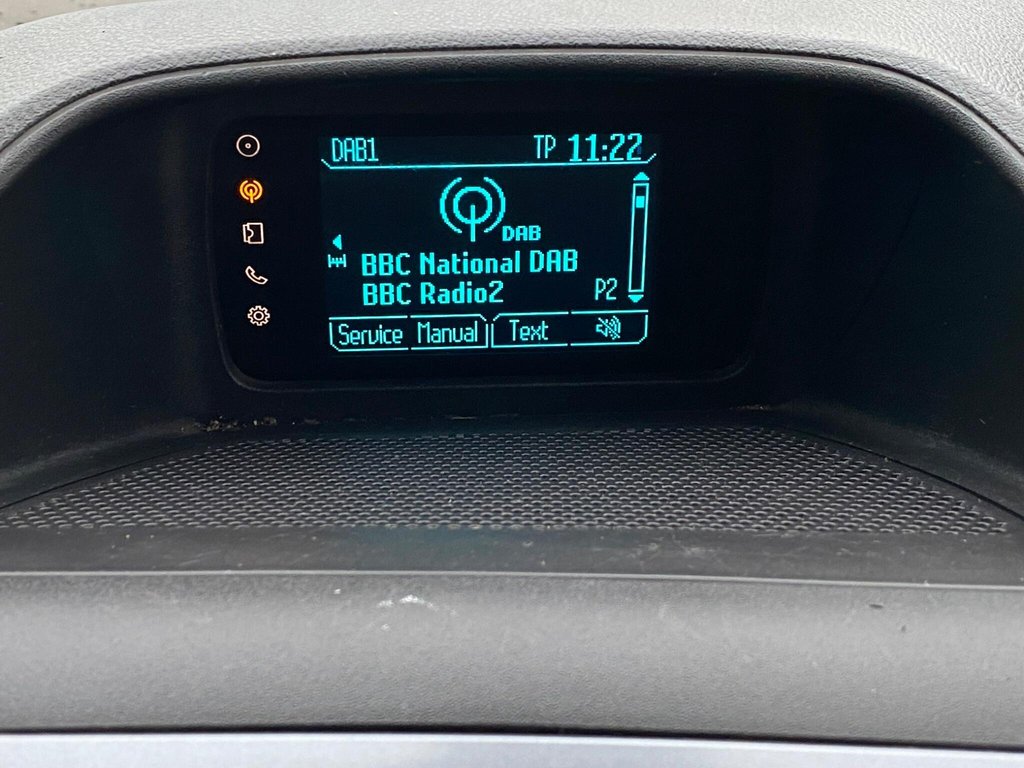 DAB1 TP 11:22
DAB
BBC National DAB
BBC Radio2 P2
Service Manual Text